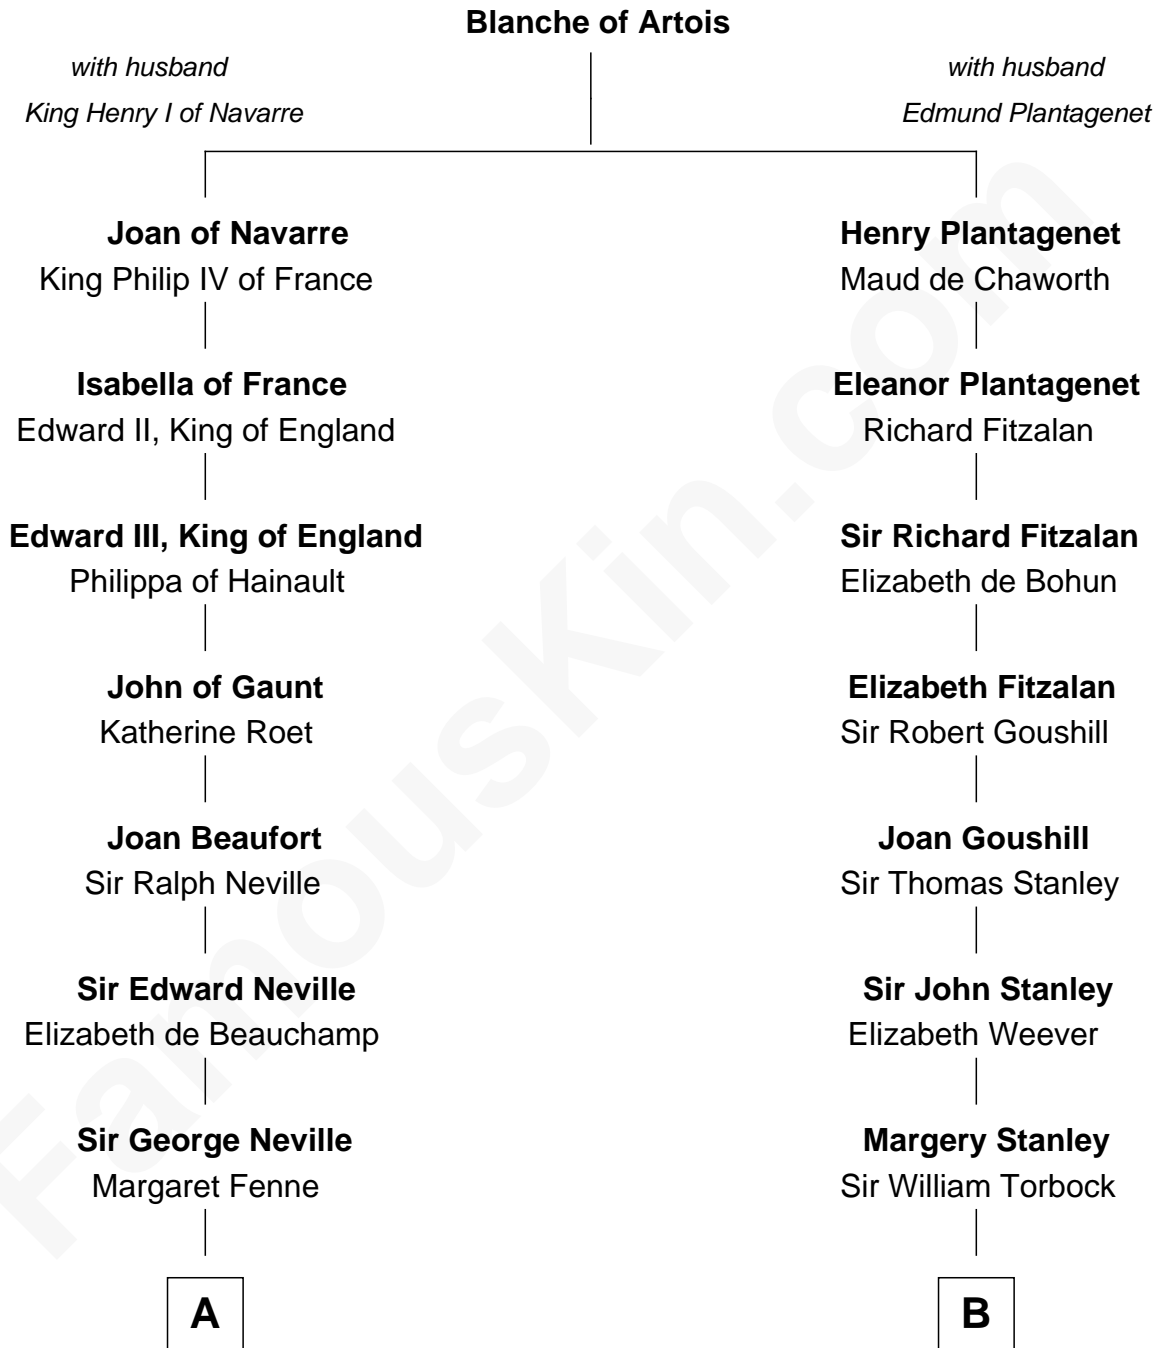 Blanche of Artois
with husband
King Henry I of Navarre
with husband
Edmund Plantagenet
Joan of Navarre
King Philip IV of France
Henry Plantagenet
Maud de Chaworth
Isabella of France
Edward II, King of England
Eleanor Plantagenet
Richard Fitzalan
Edward III, King of England
Philippa of Hainault
Sir Richard Fitzalan
Elizabeth de Bohun
John of Gaunt
Katherine Roet
Elizabeth Fitzalan
Sir Robert Goushill
Joan Beaufort
Sir Ralph Neville
Joan Goushill
Sir Thomas Stanley
Sir Edward Neville
Elizabeth de Beauchamp
Sir John Stanley
Elizabeth Weever
Sir George Neville
Margaret Fenne
Margery Stanley
Sir William Torbock
A
B
FamousKin.com